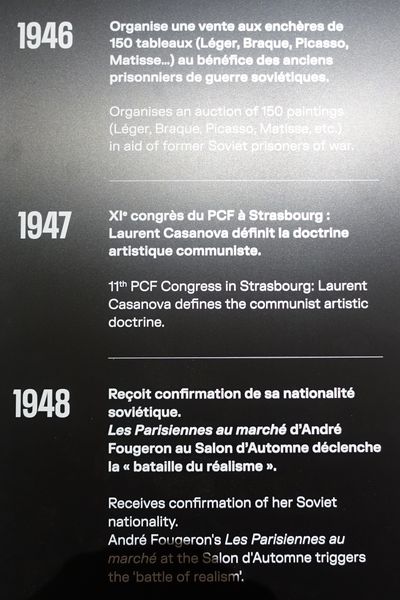 1946
Organise une vente aux enchères de
150 tableaux (Léger, Braque, Picasso,
Matisse...) au bénéfice des anciens
prisonniers de guerre soviétiques.
Organises an auction of 150 paintings
(Léger, Braque, Picasso, Matisse, etc.)
in aid of former Soviet prisoners of war.
1947
XIᵉ congrès du PCF à Strasbourg :
Laurent Casanova définit la doctrine
artistique communiste.
11ᵗʰ PCF Congress in Strasbourg: Laurent
Casanova defines the communist artistic
doctrine.
1948
Reçoit confirmation de sa nationalité
soviétique.
Les Parisiennes au marché d'André
Fougeron au Salon d'Automne déclenche
la « bataille du réalisme ».
Receives confirmation of her Soviet
nationality.
André Fougeron's Les Parisiennes au
marché at the Salon d'Automne triggers
the 'battle of realism'.